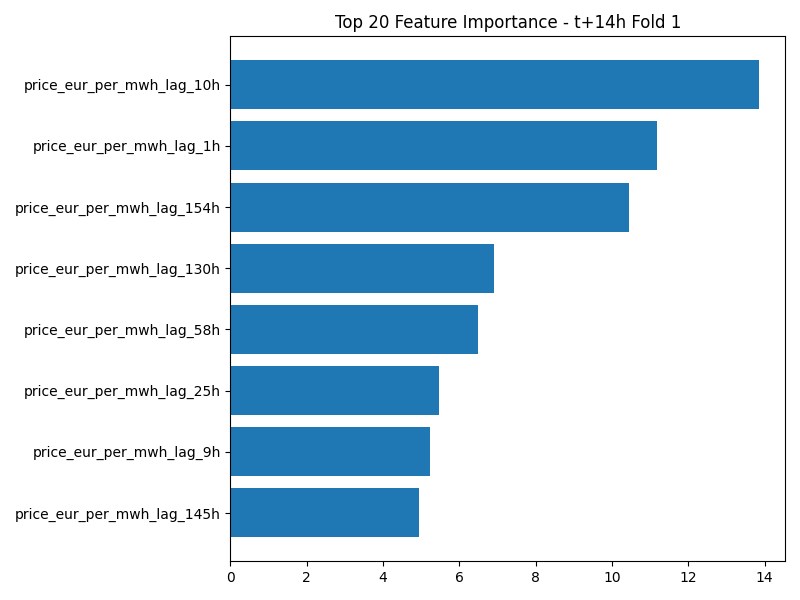 Top 20 Feature Importance - t+14h Fold 1
price_eur_per_mwh_lag_10h
price_eur_per_mwh_lag_1h
price_eur_per_mwh_lag_154h
price_eur_per_mwh_lag_130h
price_eur_per_mwh_lag_58h
price_eur_per_mwh_lag_25h
price_eur_per_mwh_lag_9h
price_eur_per_mwh_lag_145h
0 2 4 6 8 10 12 14